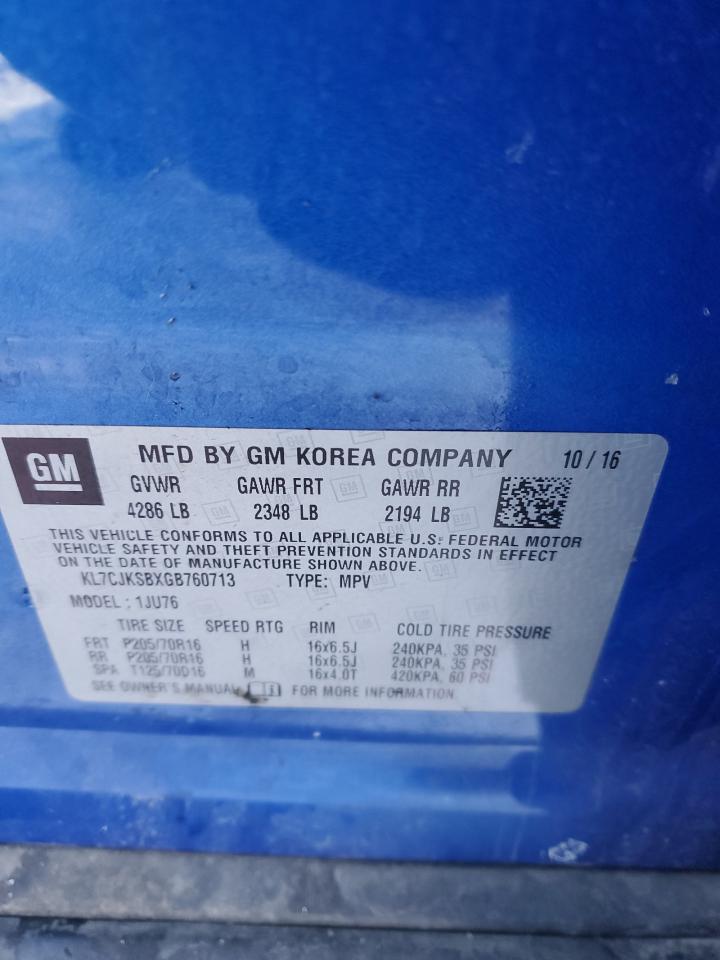 GM
MFD BY GM KOREA COMPANY 10 / 16
GVWR GAWR FRT GAWR RR
4286 LB 2348 LB 2194 LB
THIS VEHICLE CONFORMS TO ALL APPLICABLE U.S. FEDERAL MOTOR
VEHICLE SAFETY AND THEFT PREVENTION STANDARDS IN EFFECT
ON THE DATE OF MANUFACTURE SHOWN ABOVE.
KL7CJKSBXGB760713 TYPE: MPV
MODEL : 1JU76
TIRE SIZE SPEED RTG RIM COLD TIRE PRESSURE
FRT P205/70R16 H 16x6.5J 240KPA, 35 PSI
RR P205/70R16 H 16x6.5J 240KPA, 35 PSI
SPA T125/70D16 M 16x4.0T 420KPA, 60 PSI
SEE OWNER'S MANUAL FOR MORE INFORMATION